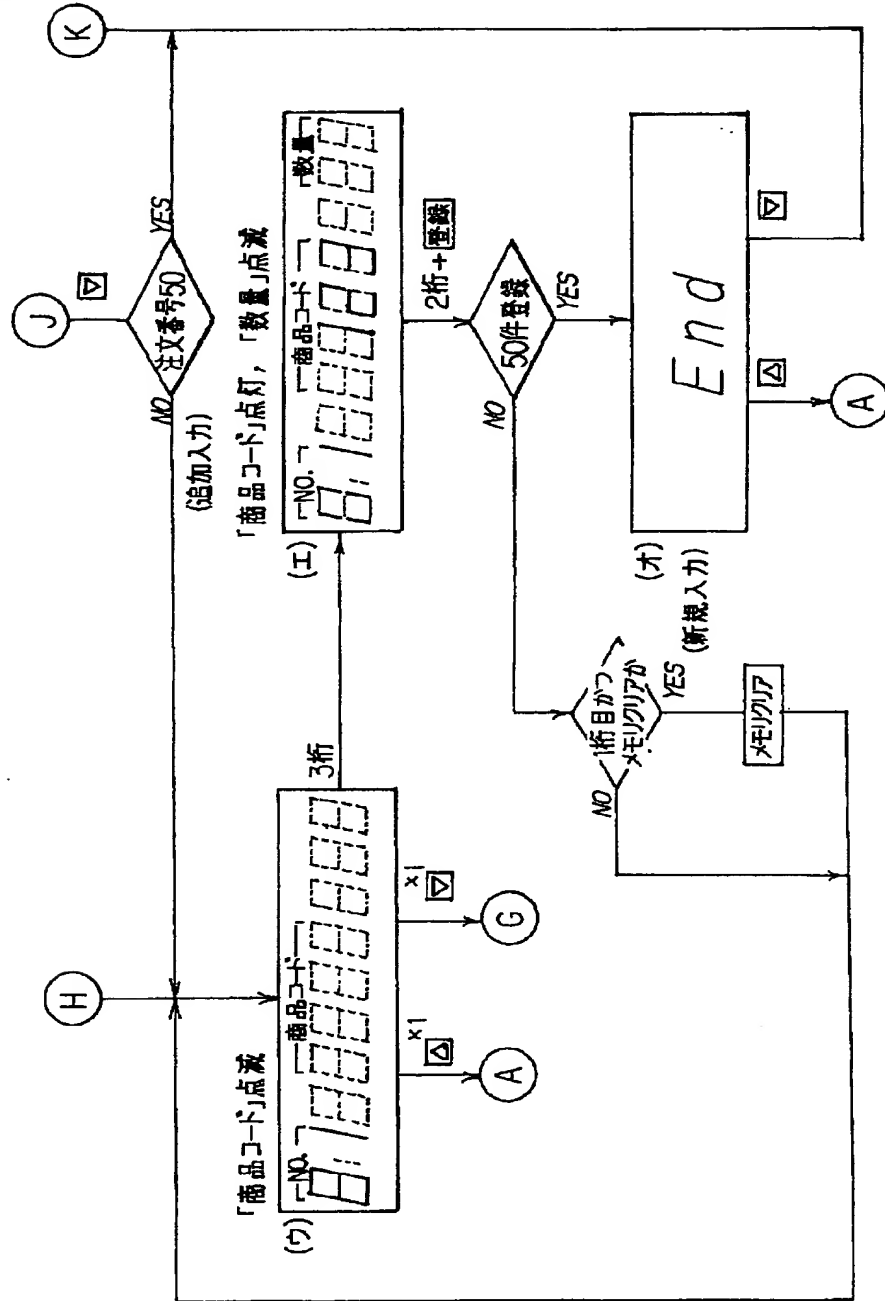 H
J
K
▽
注文番号50
NO
YES
(追加入力)
「商品コード」点滅
(ウ)
NO.
商品コード
3桁
×1
△
A
×1
▽
G
「商品コード」点灯,「数量」点滅
(エ)
NO.
商品コード
数量
2桁+登録
50件登録
NO
YES
1桁目かつ
メモリクリアか
NO
YES
メモリクリア
(オ)
(新規入力)
End
△
▽
A